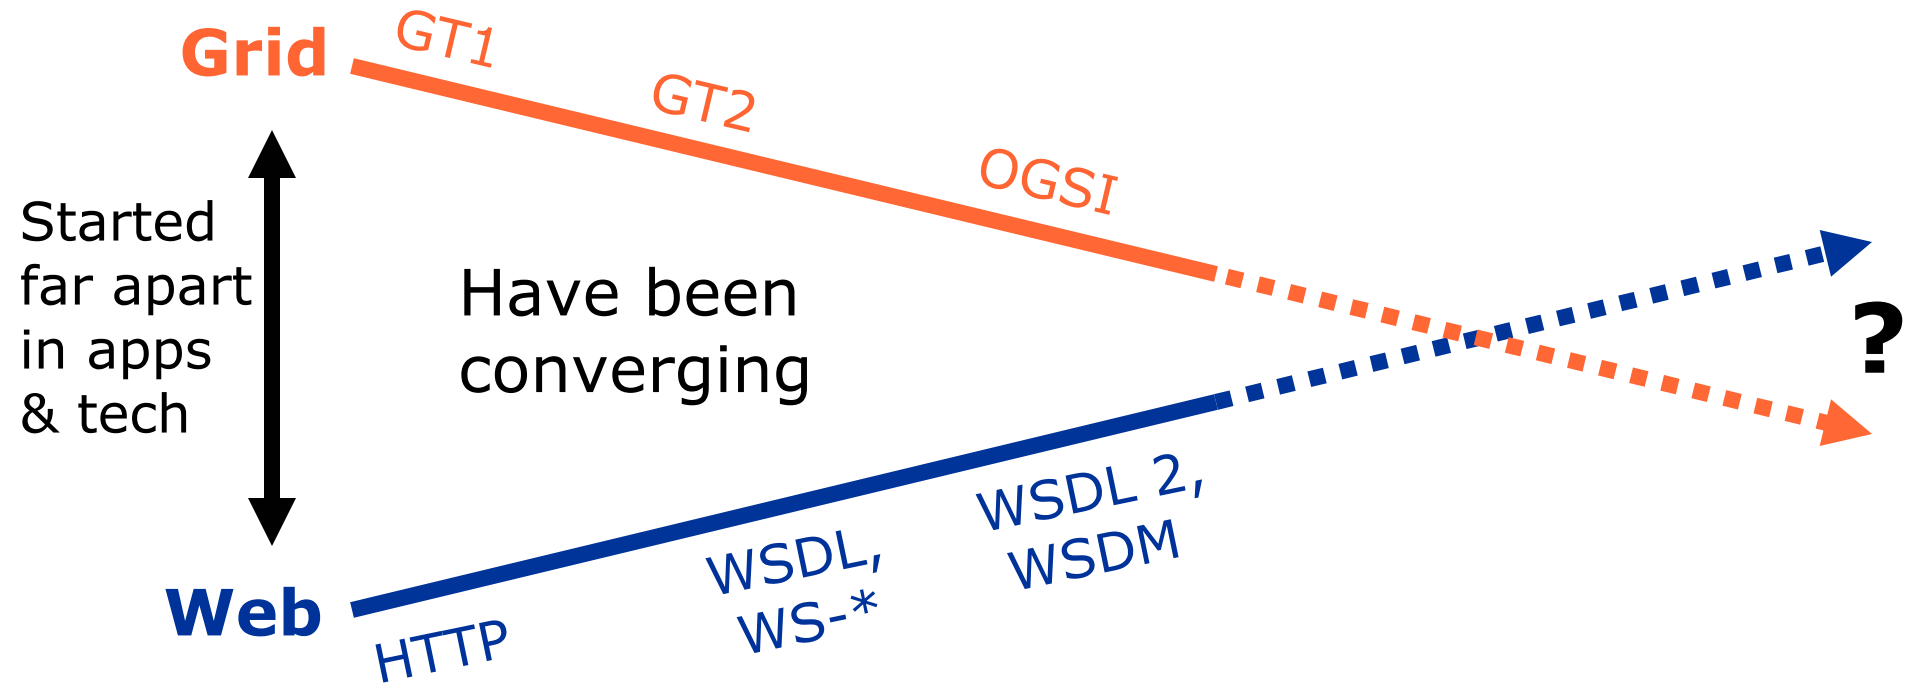 Grid
GT1
GT2
OGSI
Started
far apart
in apps
& tech
Have been
converging
?
Web
HTTP
WSDL,
WS-*
WSDL 2,
WSDM